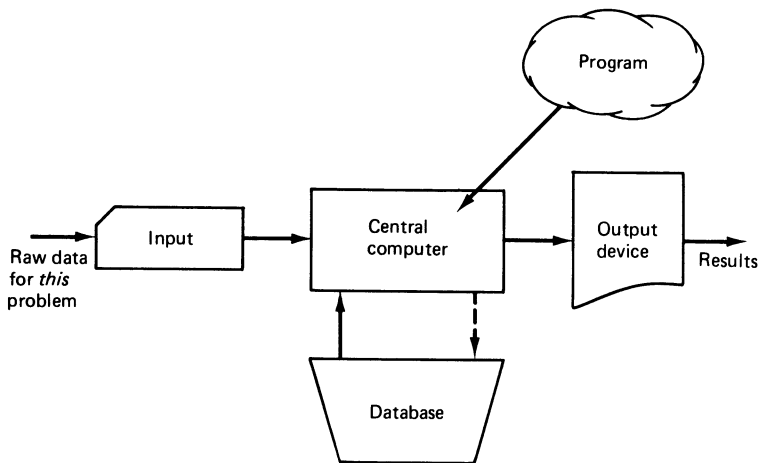 Program
Raw data
for this
problem
Input
Central
computer
Output
device
Results
Database